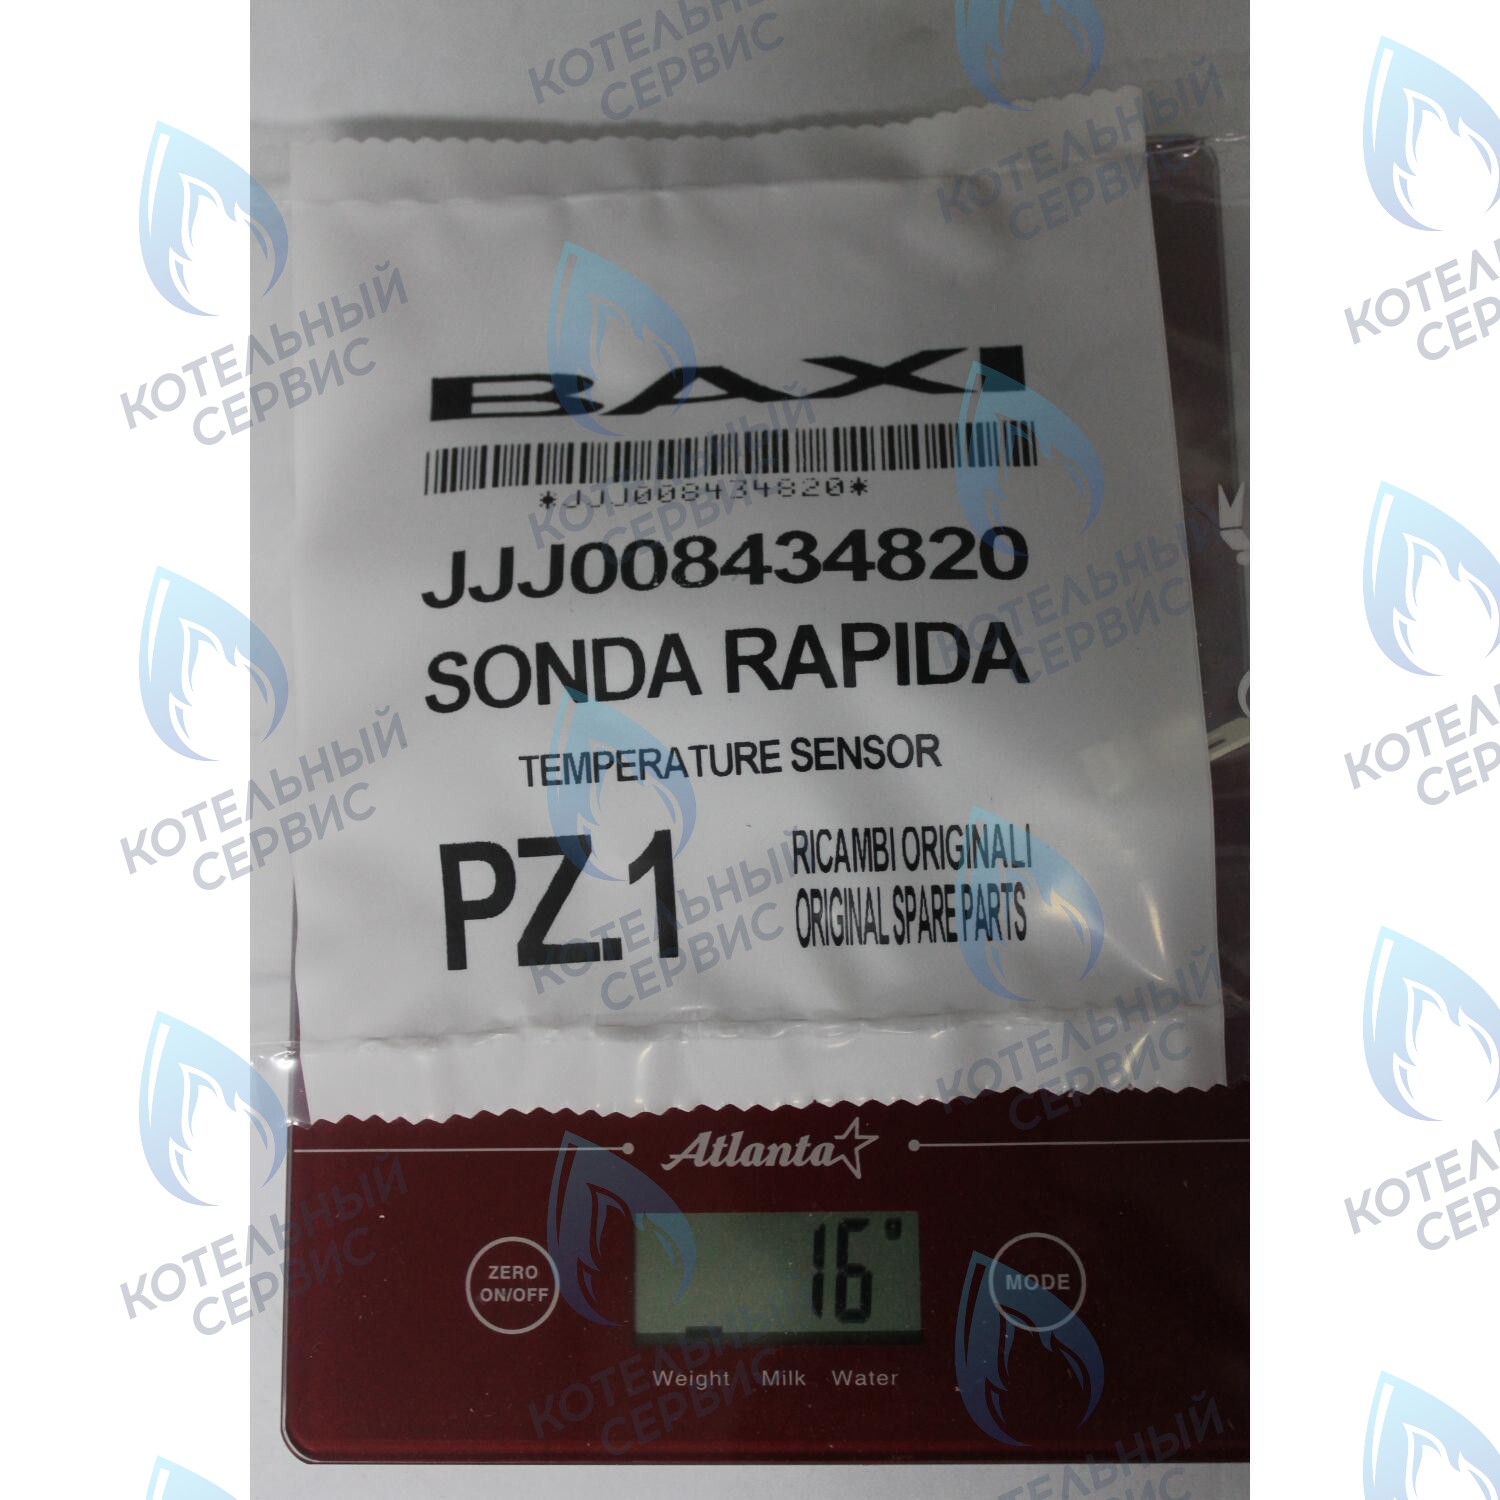 BAXI
*JJJ008434820*
JJJ008434820
SONDA RAPIDA
TEMPERATURE SENSOR
PZ.1
RICAMBI ORIGINALI
ORIGINAL SPARE PARTS
Atlanta
ZERO
ON/OFF
16
MODE
Weight Milk Water
КОТЕЛЬНЫЙ
СЕРВИС